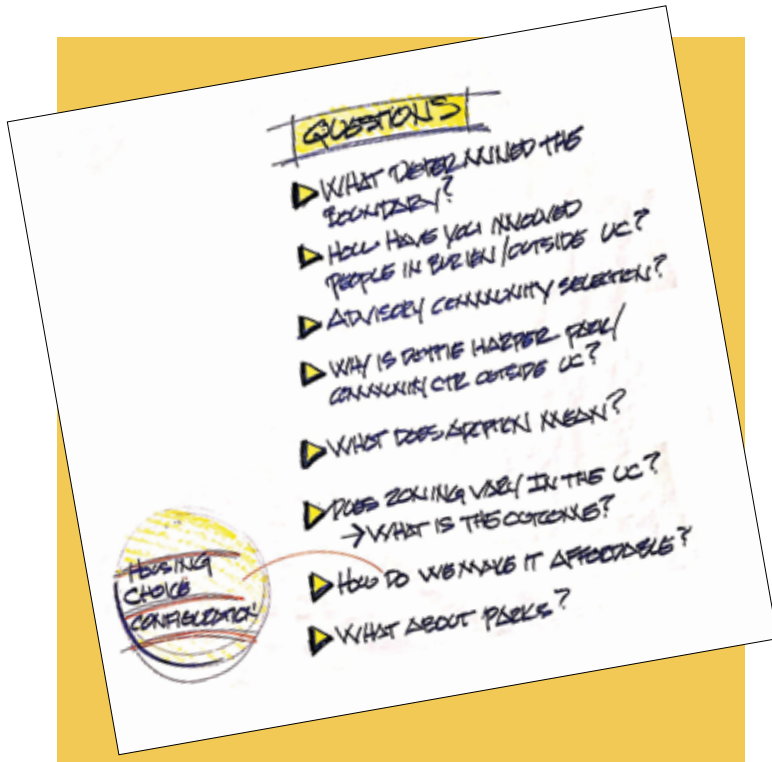 QUESTIONS
WHAT DETERMINED THE
BOUNDARY?
HOW HAVE YOU INVOLVED
PEOPLE IN BURIEN/OUTSIDE UC?
ADVISORY COMMUNITY SELECTION?
WHY IS DOTTIE HARPER PARK/
COMMUNITY CTR OUTSIDE UC?
WHAT DOES ADOPTION MEAN?
DOES ZONING VARY IN THE UC?
→ WHAT IS THE OUTCOME?
HOW DO WE MAKE IT AFFORDABLE?
WHAT ABOUT PARKS?
HOUSING
CHOICE
CONFIGURATION